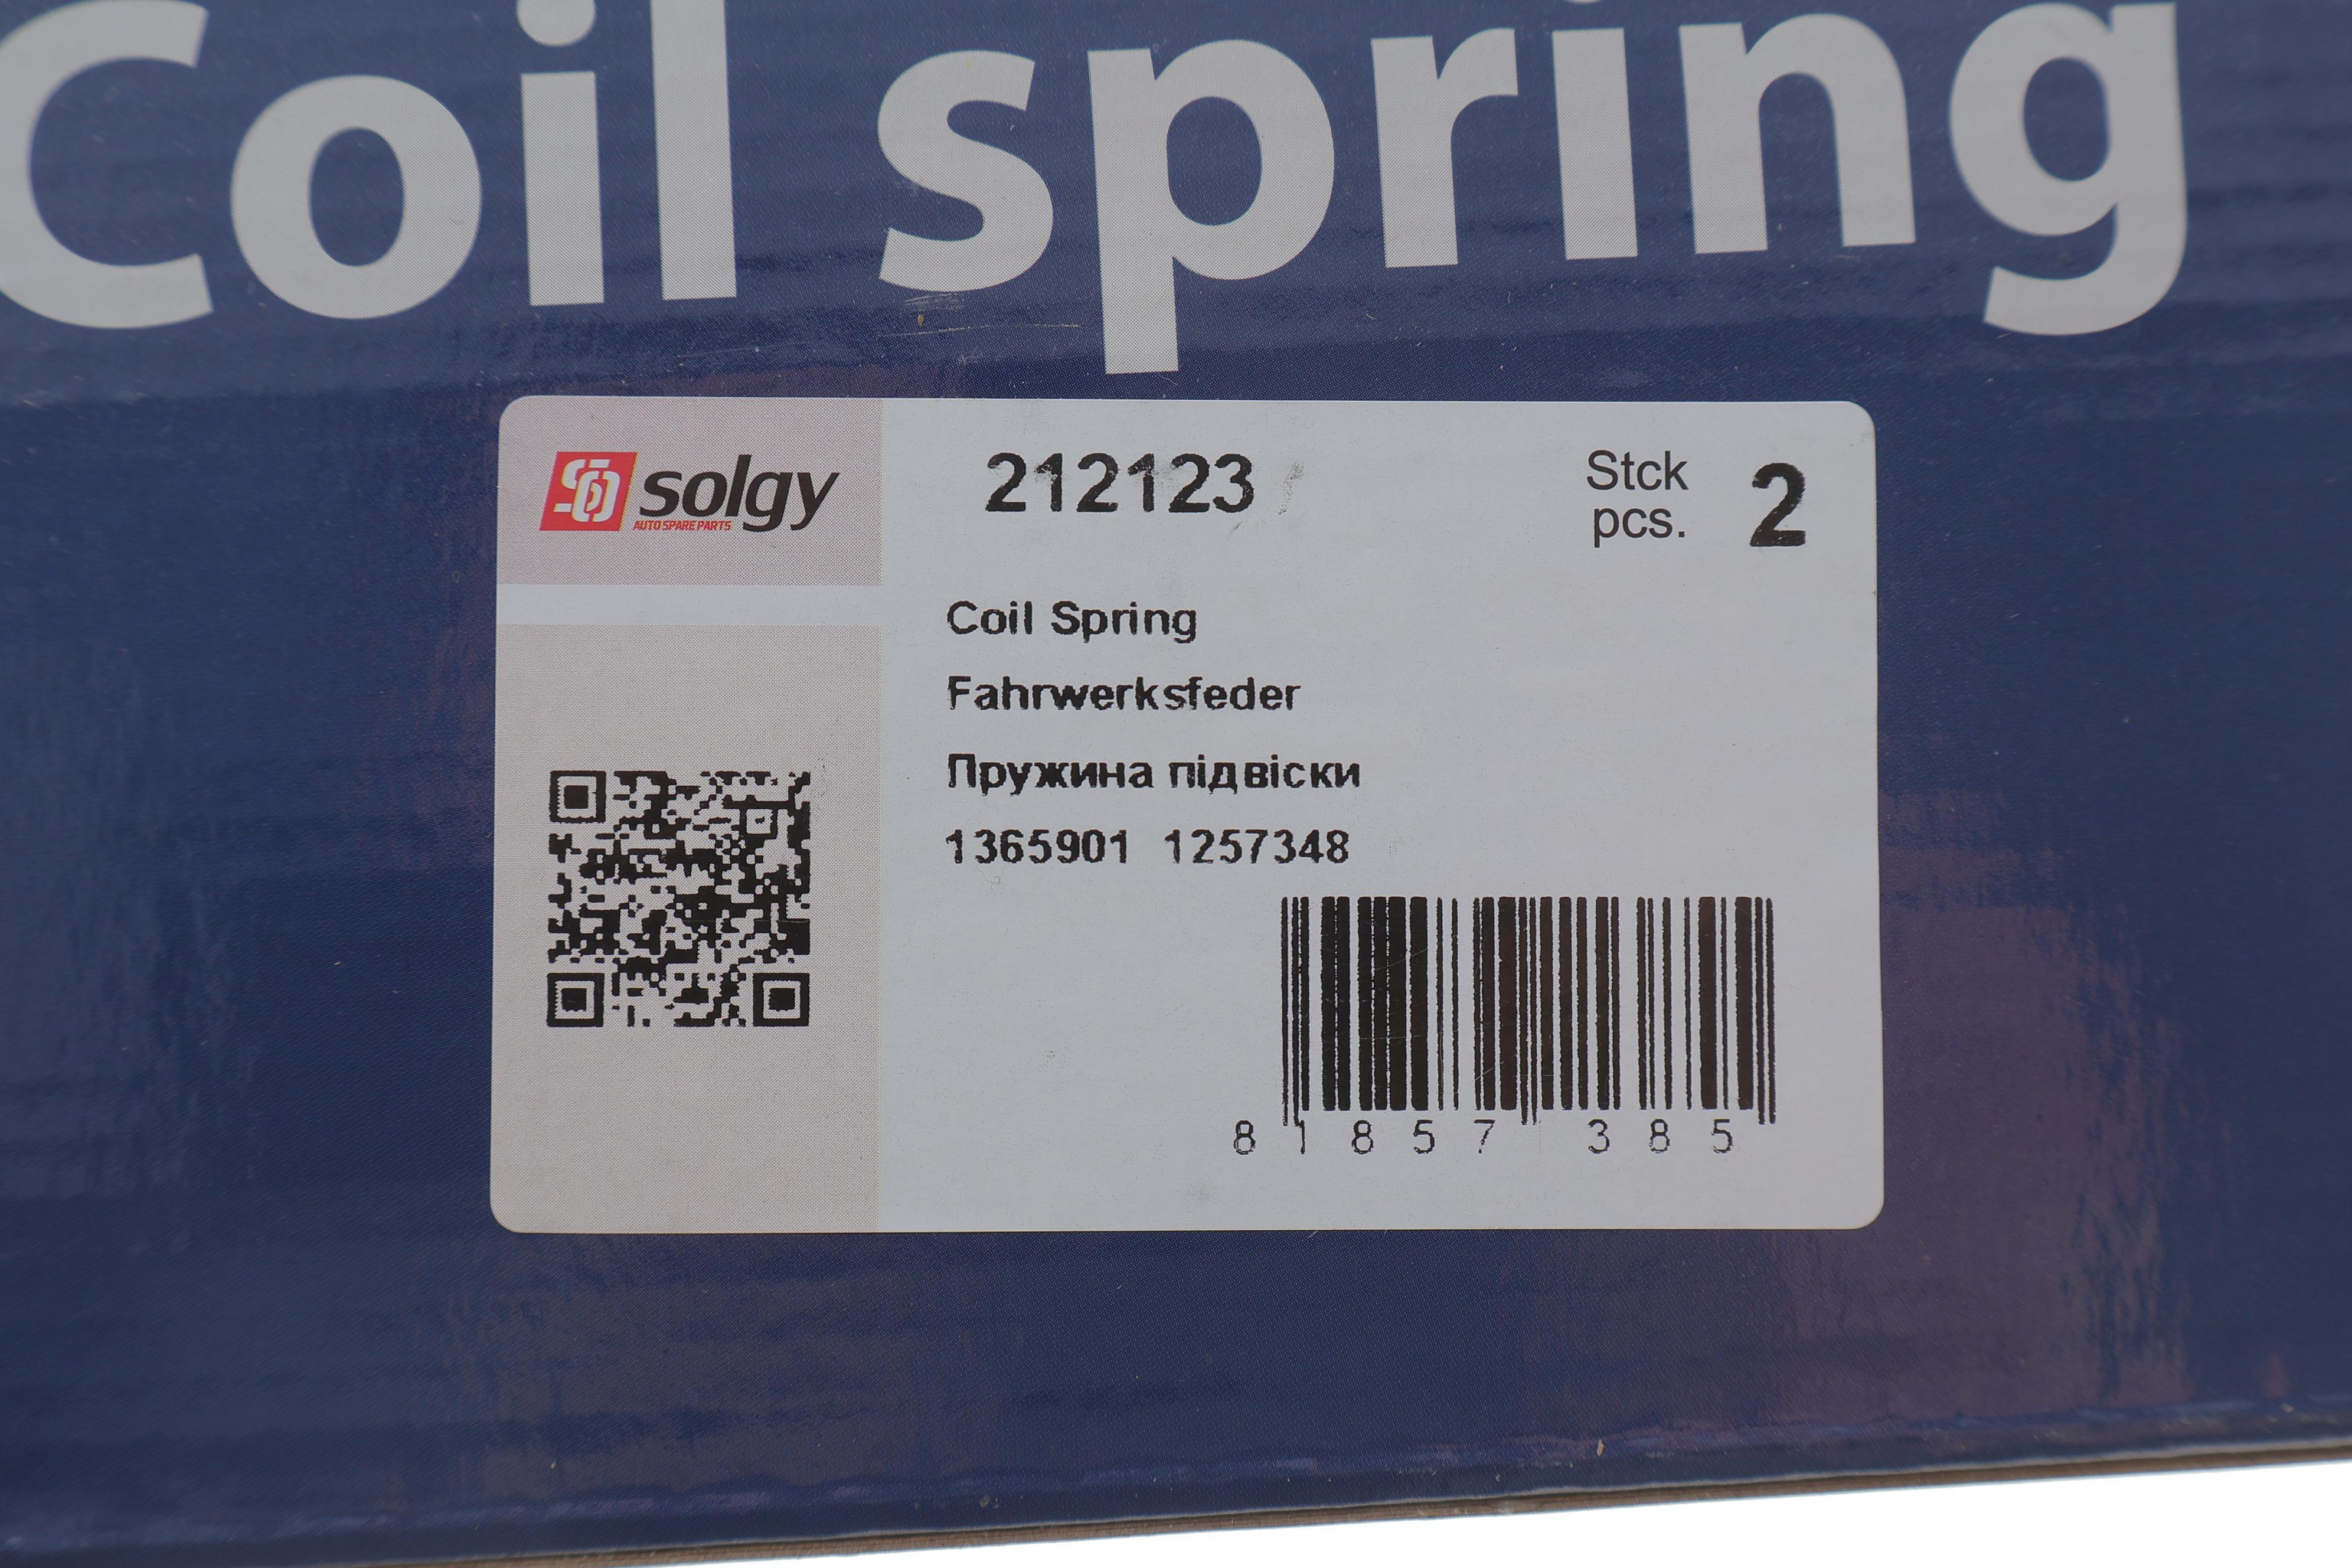 Coil spring
solgy
AUTO SPARE PARTS
212123
Stck
pcs.
2
Coil Spring
Fahrwerksfeder
Пружина підвіски
1365901 1257348
8 1 8 5 7 3 8 5